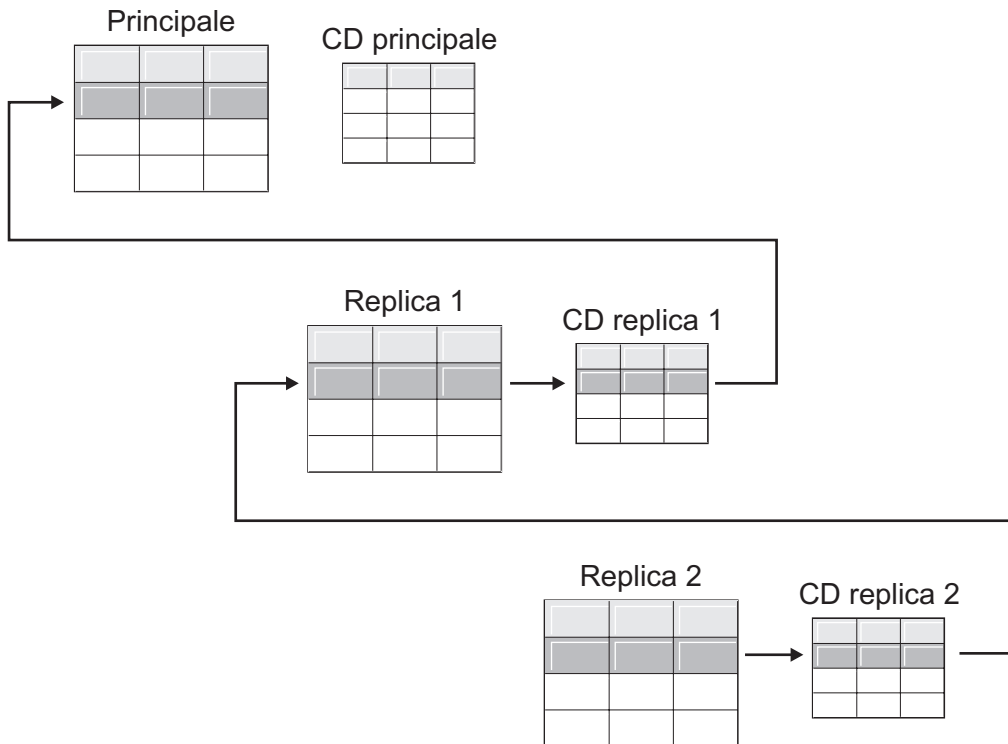 Principale
CD principale
Replica 1
CD replica 1
Replica 2
CD replica 2